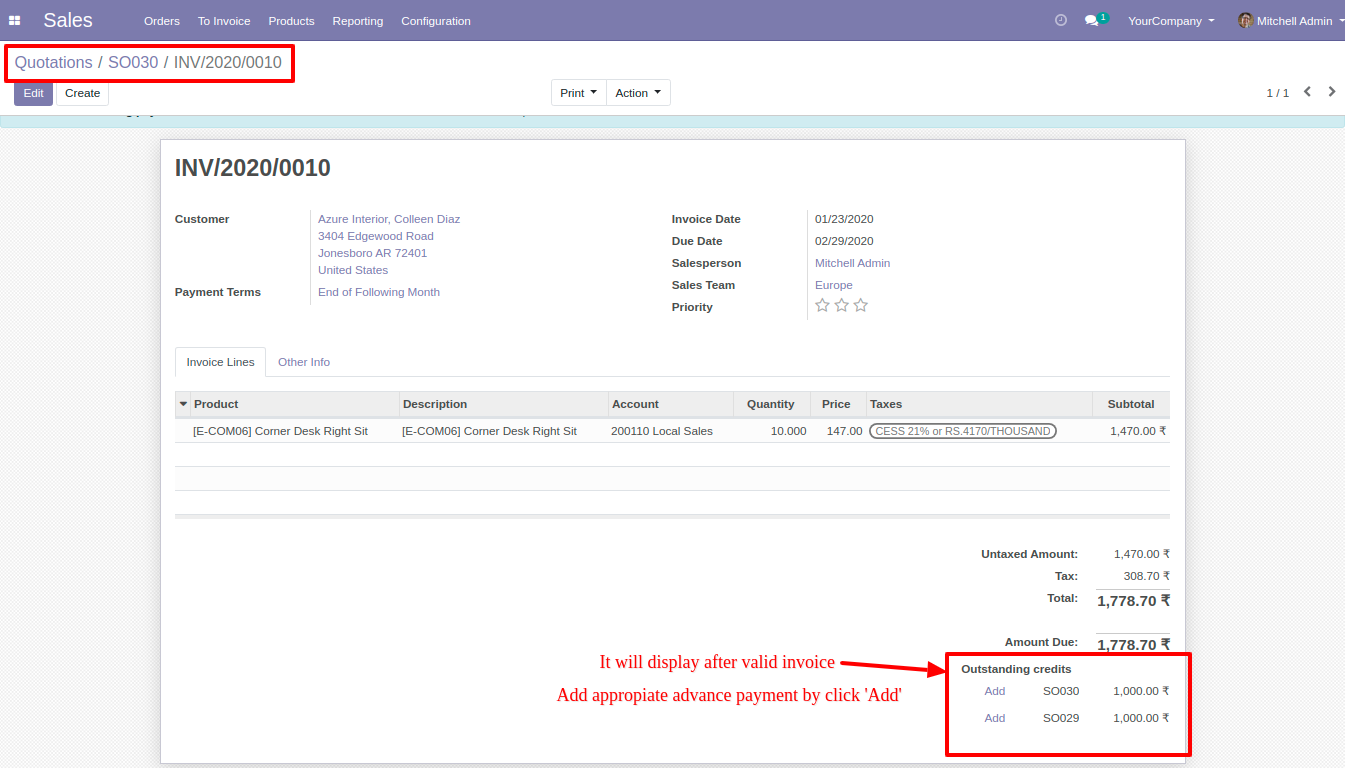 Sales Orders To Invoice Products Reporting Configuration 1 YourCompany Mitchell Admin
Quotations / SO030 / INV/2020/0010
Edit Create Print Action 1 / 1
INV/2020/0010
Customer Azure Interior, Colleen Diaz Invoice Date 01/23/2020
3404 Edgewood Road Due Date 02/29/2020
Jonesboro AR 72401 Salesperson Mitchell Admin
United States Sales Team Europe
Payment Terms End of Following Month Priority
Invoice Lines Other Info
Product Description Account Quantity Price Taxes Subtotal
[E-COM06] Corner Desk Right Sit [E-COM06] Corner Desk Right Sit 200110 Local Sales 10.000 147.00 CESS 21% or RS.4170/THOUSAND 1,470.00 ₹
Untaxed Amount: 1,470.00 ₹
Tax: 308.70 ₹
Total: 1,778.70 ₹
Amount Due: 1,778.70 ₹
It will display after valid invoice Outstanding credits
Add appropiate advance payment by click 'Add' Add SO030 1,000.00 ₹
Add SO029 1,000.00 ₹